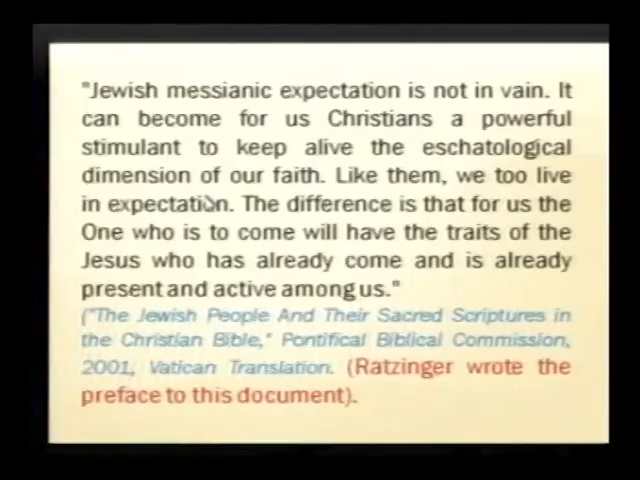 "Jewish messianic expectation is not in vain. It
can become for us Christians a powerful
stimulant to keep alive the eschatological
dimension of our faith. Like them, we too live
in expectation. The difference is that for us the
One who is to come will have the traits of the
Jesus who has already come and is already
present and active among us."
("The Jewish People And Their Sacred Scriptures in
the Christian Bible," Pontifical Biblical Commission,
2001, Vatican Translation. (Ratzinger wrote the
preface to this document).